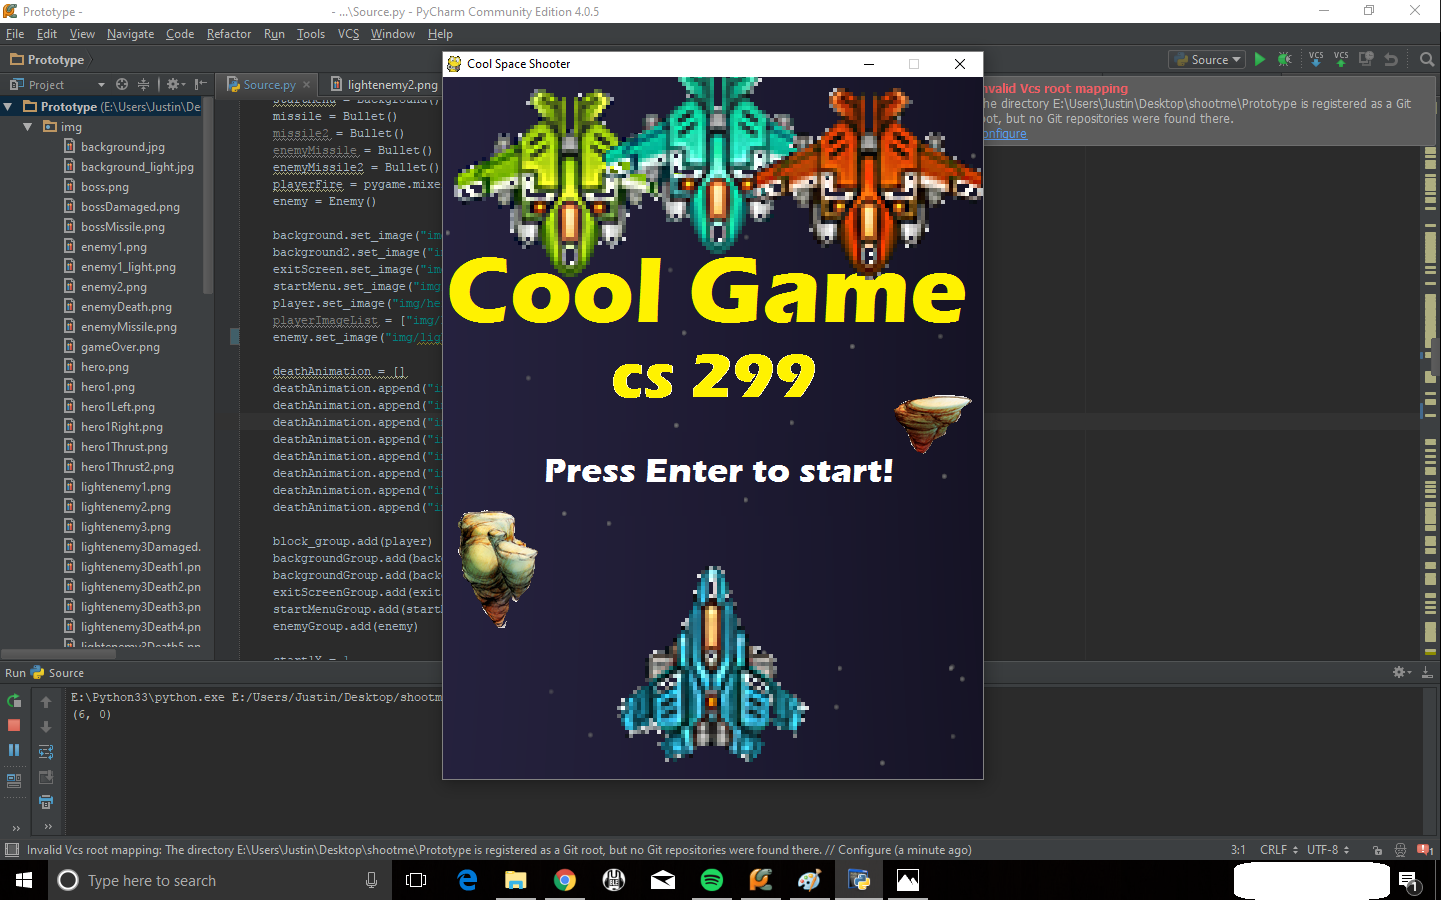 Prototype - - ...\Source.py - PyCharm Community Edition 4.0.5
File Edit View Navigate Code Refactor Run Tools VCS Window Help
Prototype
Source
Project
Source.py
lightenemy2.png
Prototype (E:\Users\Justin\De
img
background.jpg
background_light.jpg
boss.png
bossDamaged.png
bossMissile.png
enemy1.png
enemy1_light.png
enemy2.png
enemyDeath.png
enemyMissile.png
gameOver.png
hero.png
hero1.png
hero1Left.png
hero1Right.png
hero1Thrust.png
hero1Thrust2.png
lightenemy1.png
lightenemy2.png
lightenemy3.png
lightenemy3Damaged.
lightenemy3Death1.pn
lightenemy3Death2.pn
lightenemy3Death3.pn
lightenemy3Death4.pn
lightenemy3Death5.pn
startMenu = Background()
missile = Bullet()
missile2 = Bullet()
enemyMissile = Bullet()
enemyMissile2 = Bullet()
playerFire = pygame.mixe
enemy = Enemy()
background.set_image("im
background2.set_image("i
exitScreen.set_image("im
startMenu.set_image("img
player.set_image("img/he
playerImageList = ["img/
enemy.set_image("img/lig
deathAnimation = []
deathAnimation.append("i
deathAnimation.append("i
deathAnimation.append("i
deathAnimation.append("i
deathAnimation.append("i
deathAnimation.append("i
deathAnimation.append("i
deathAnimation.append("i
block_group.add(player)
backgroundGroup.add(back
backgroundGroup.add(back
exitScreenGroup.add(exit
startMenuGroup.add(start
enemyGroup.add(enemy)
start1X = 1
Cool Space Shooter
Cool Game
cs 299
Press Enter to start!
nvalid Vcs root mapping
he directory E:\Users\Justin\Desktop\shootme\Prototype is registered as a Git
ot, but no Git repositories were found there.
onfigure
VCS VCS
Run Source
E:\Python33\python.exe E:/Users/Justin/Desktop/shootm
(6, 0)
Invalid Vcs root mapping: The directory E:\Users\Justin\Desktop\shootme\Prototype is registered as a Git root, but no Git repositories were found there. // Configure (a minute ago)
3:1 CRLF UTF-8 1
Type here to search
1